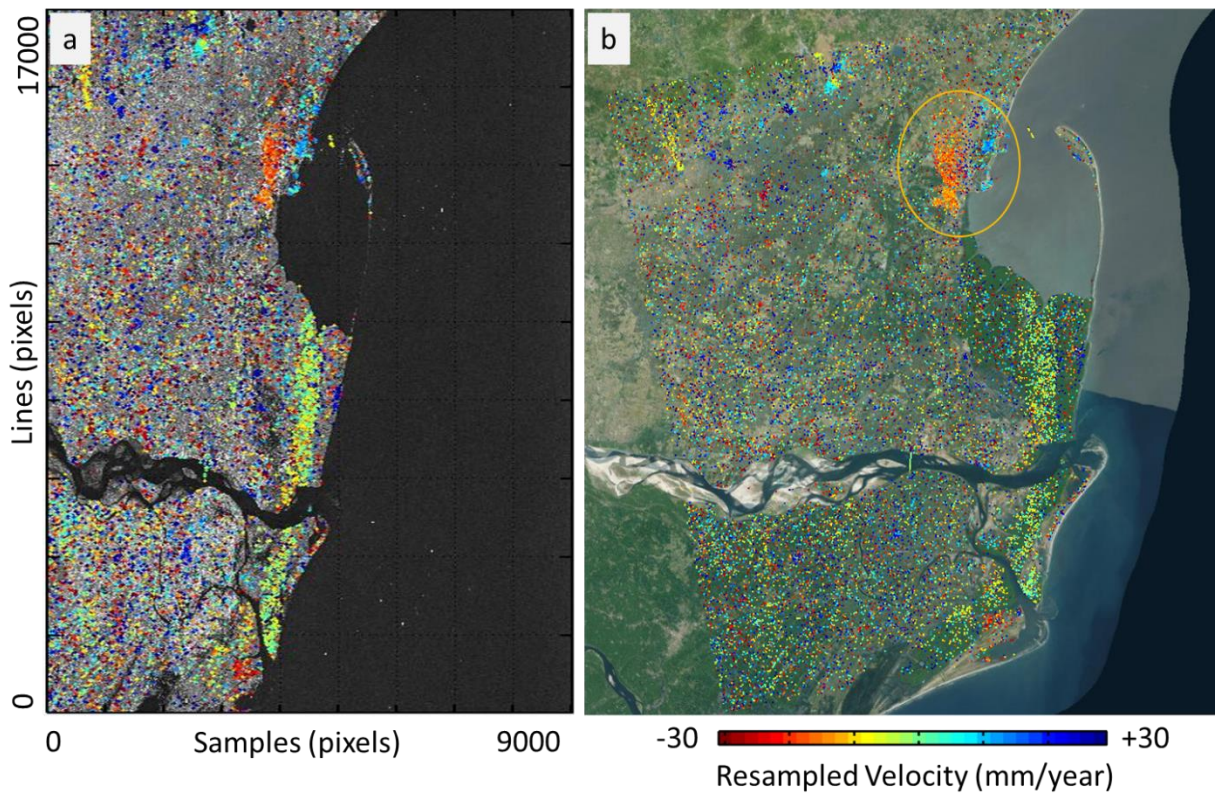 a
b
17000
Lines (pixels)
0
0
Samples (pixels)
9000
-30
+30
Resampled Velocity (mm/year)